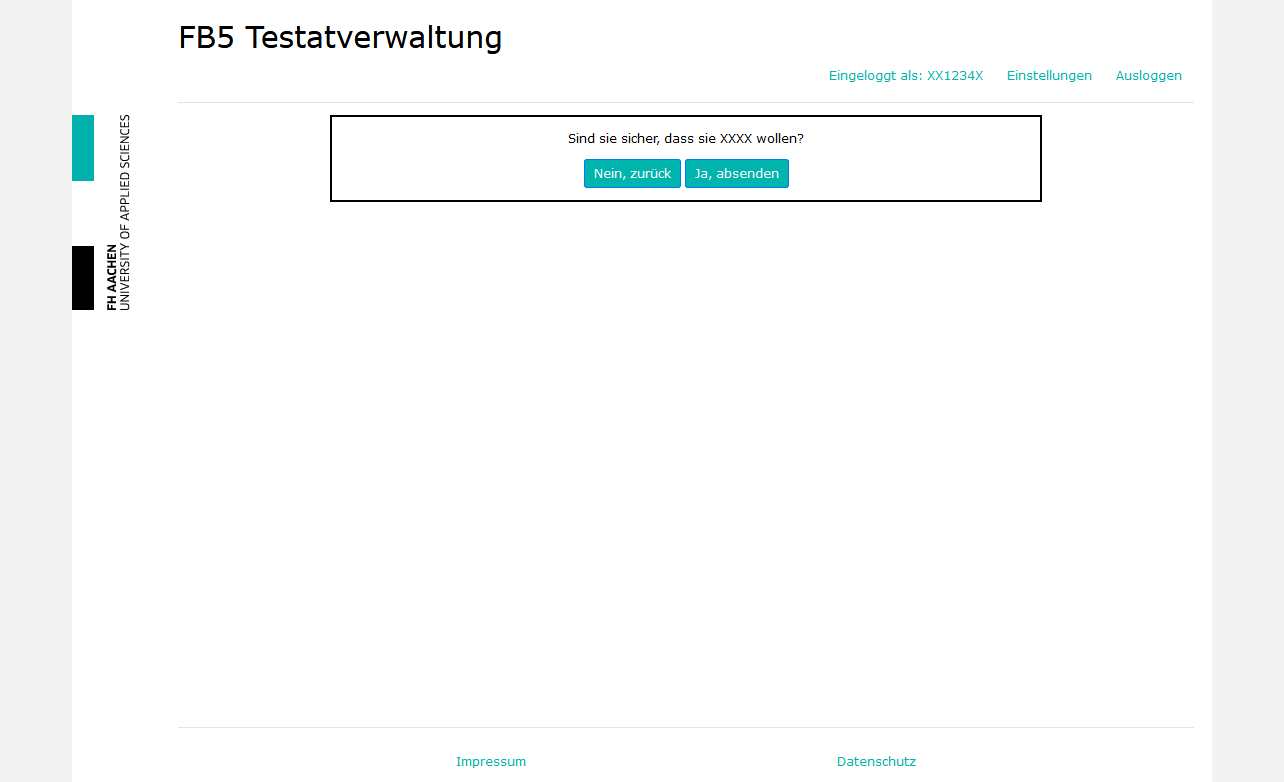 FB5 Testatverwaltung
Eingeloggt als: XX1234X Einstellungen Ausloggen
FH AACHEN
UNIVERSITY OF APPLIED SCIENCES
Sind sie sicher, dass sie XXXX wollen?
Nein, zurück Ja, absenden
Impressum Datenschutz